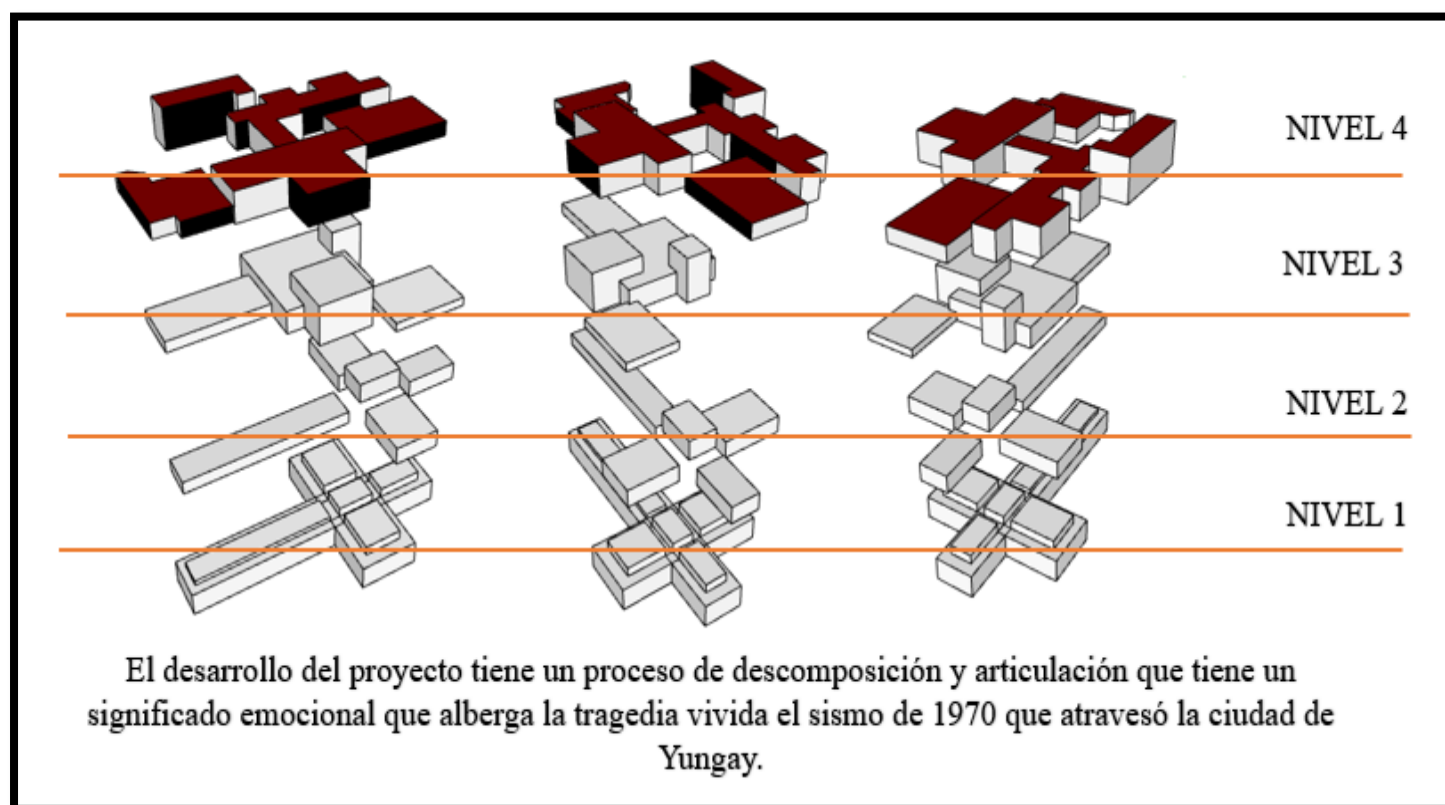 NIVEL 4
NIVEL 3
NIVEL 2
NIVEL 1
El desarrollo del proyecto tiene un proceso de descomposición y articulación que tiene un
significado emocional que alberga la tragedia vivida el sismo de 1970 que atravesó la ciudad de
Yungay.